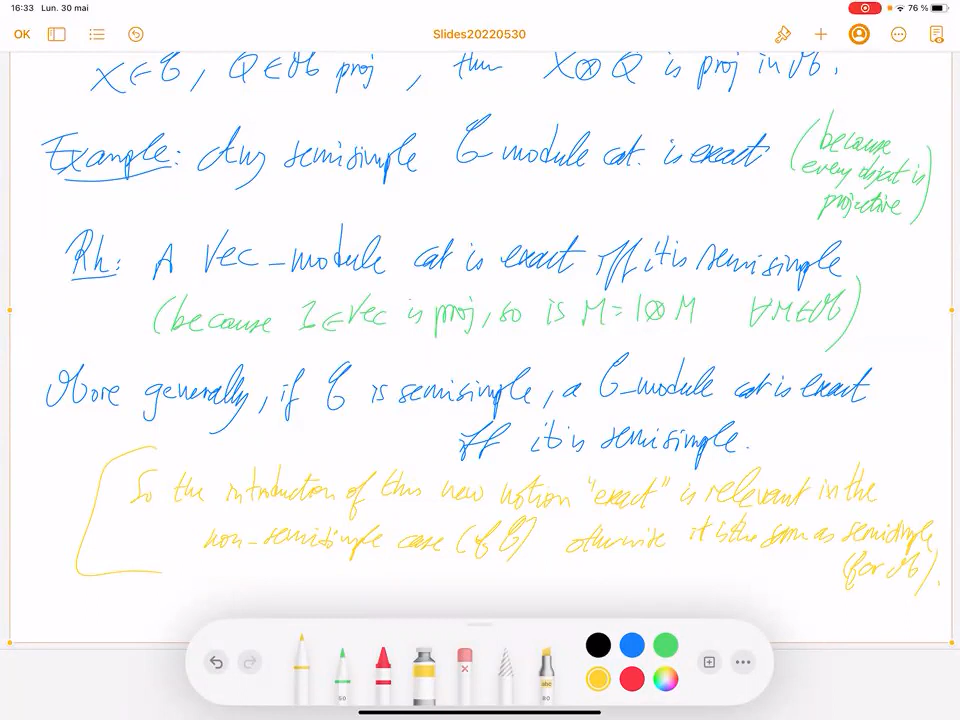 16:33 Lun. 30 mai
76 %
OK
Slides20220530
X ∈ 𝒞, Q ∈ ℳ proj, then X ⊗ Q is proj in ℳ.
Example: Any semisimple 𝒞-module cat. is exact (because every object is projective)
Rk: A Vec-module cat is exact iff it is semisimple
(because 1 ∈ Vec is proj, so is M = 1 ⊗ M ∀ M ∈ ℳ)
More generally, if 𝒞 is semisimple, a 𝒞-module cat is exact
iff it is semisimple.
So the introduction of this new notion "exact" is relevant in the
non-semisimple case (of 𝒞) otherwise it is the same as semisimple
(for ℳ).
50
abc
80